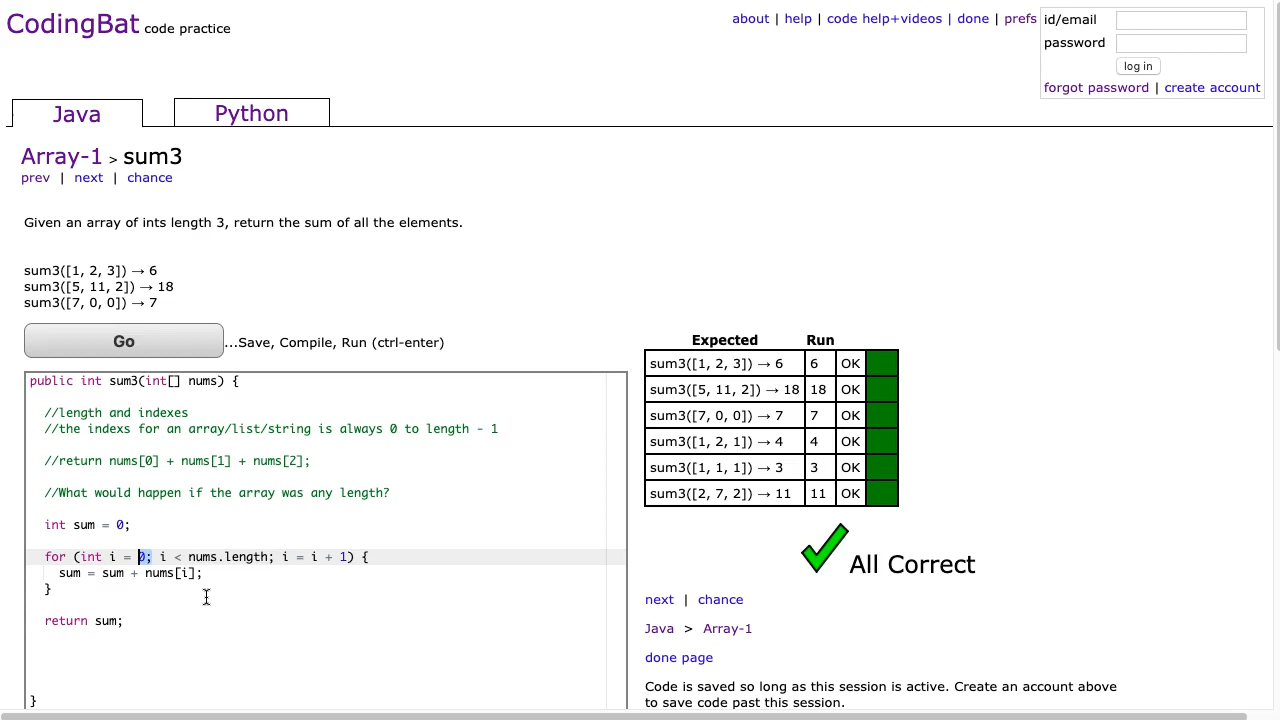 CodingBat code practice
about | help | code help+videos | done | prefs
id/email
password
log in
forgot password | create account
Java
Python
Array-1 > sum3
prev | next | chance
Given an array of ints length 3, return the sum of all the elements.
sum3([1, 2, 3]) → 6
sum3([5, 11, 2]) → 18
sum3([7, 0, 0]) → 7
Go
...Save, Compile, Run (ctrl-enter)
public int sum3(int[] nums) {
//length and indexes
//the indexs for an array/list/string is always 0 to length - 1
//return nums[0] + nums[1] + nums[2];
//What would happen if the array was any length?
int sum = 0;
for (int i = 0; i < nums.length; i = i + 1) {
sum = sum + nums[i];
}
return sum;
}
Expected Run
sum3([1, 2, 3]) → 6 6 OK
sum3([5, 11, 2]) → 18 18 OK
sum3([7, 0, 0]) → 7 7 OK
sum3([1, 2, 1]) → 4 4 OK
sum3([1, 1, 1]) → 3 3 OK
sum3([2, 7, 2]) → 11 11 OK
All Correct
next | chance
Java > Array-1
done page
Code is saved so long as this session is active. Create an account above
to save code past this session.